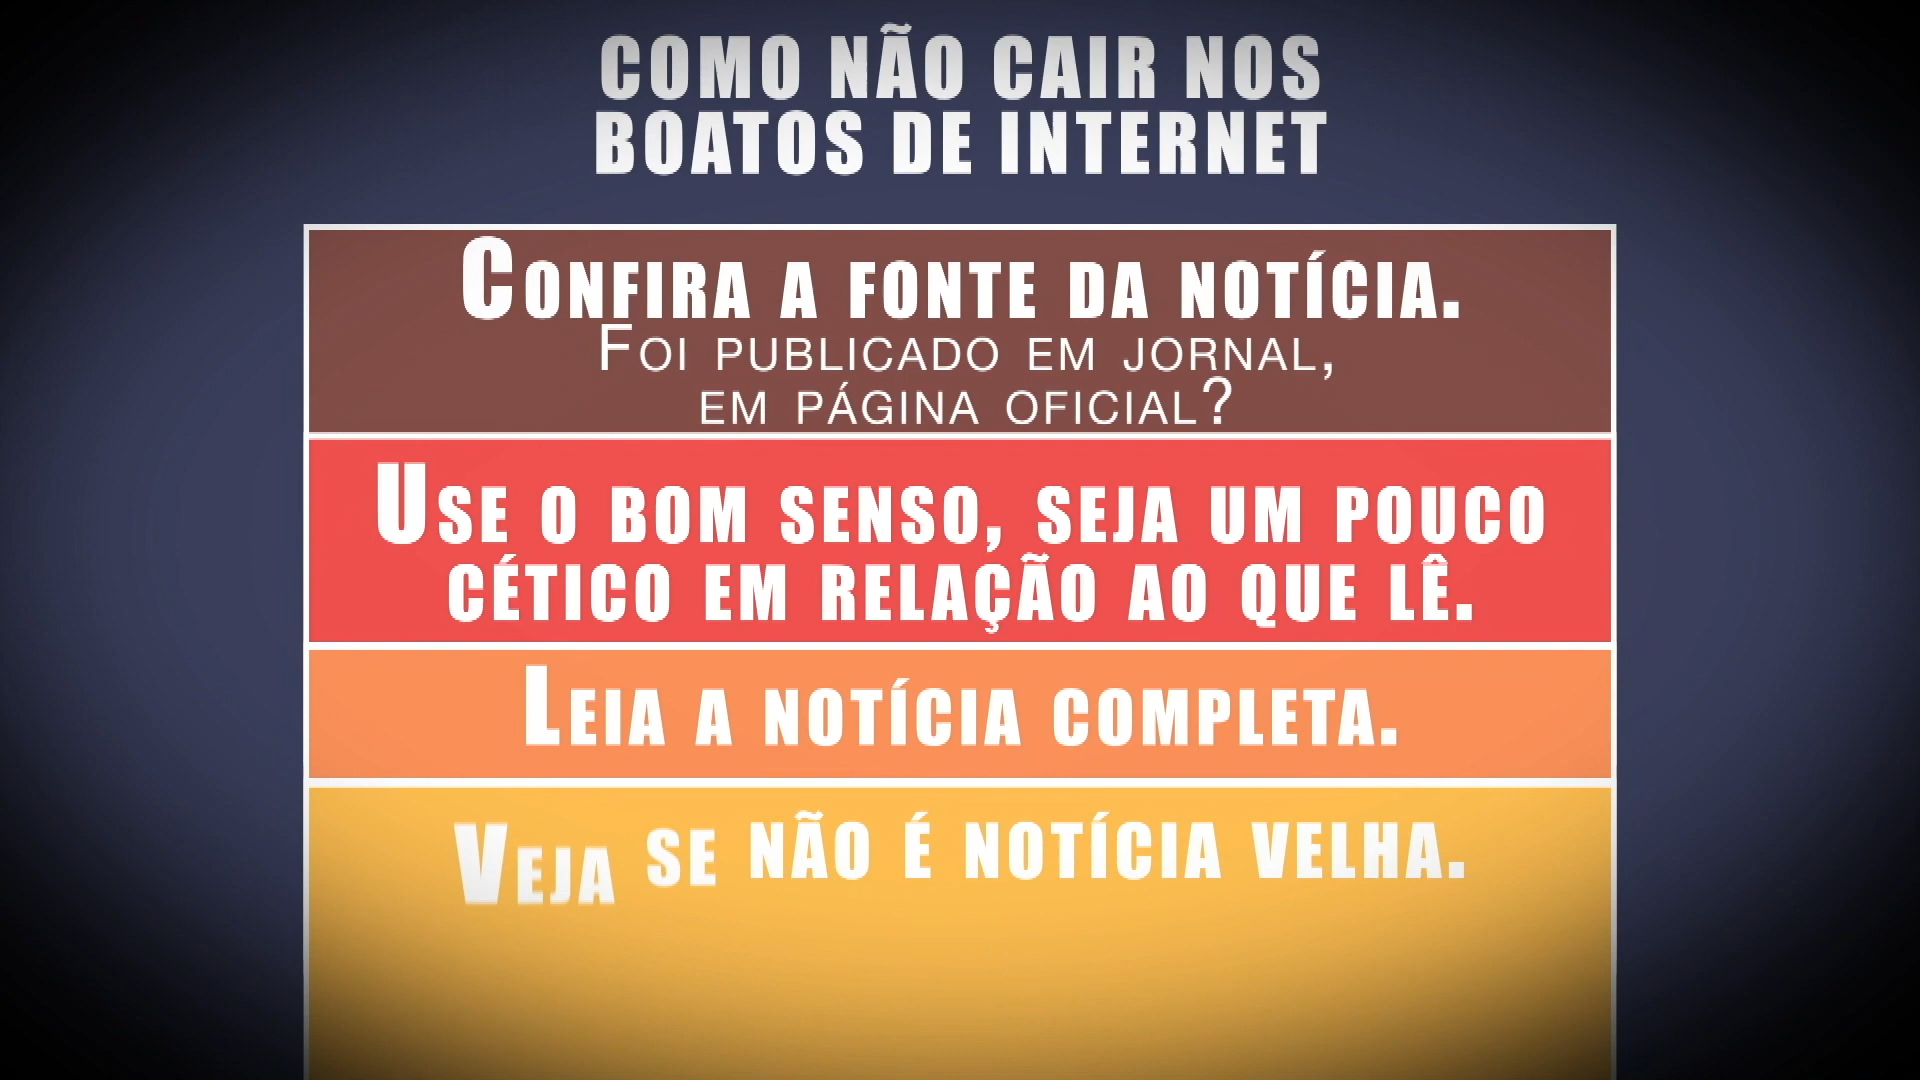 COMO NÃO CAIR NOS
BOATOS DE INTERNET
CONFIRA A FONTE DA NOTÍCIA.
FOI PUBLICADO EM JORNAL,
EM PÁGINA OFICIAL?
USE O BOM SENSO, SEJA UM POUCO
CÉTICO EM RELAÇÃO AO QUE LÊ.
LEIA A NOTÍCIA COMPLETA.
VEJA SE NÃO É NOTÍCIA VELHA.